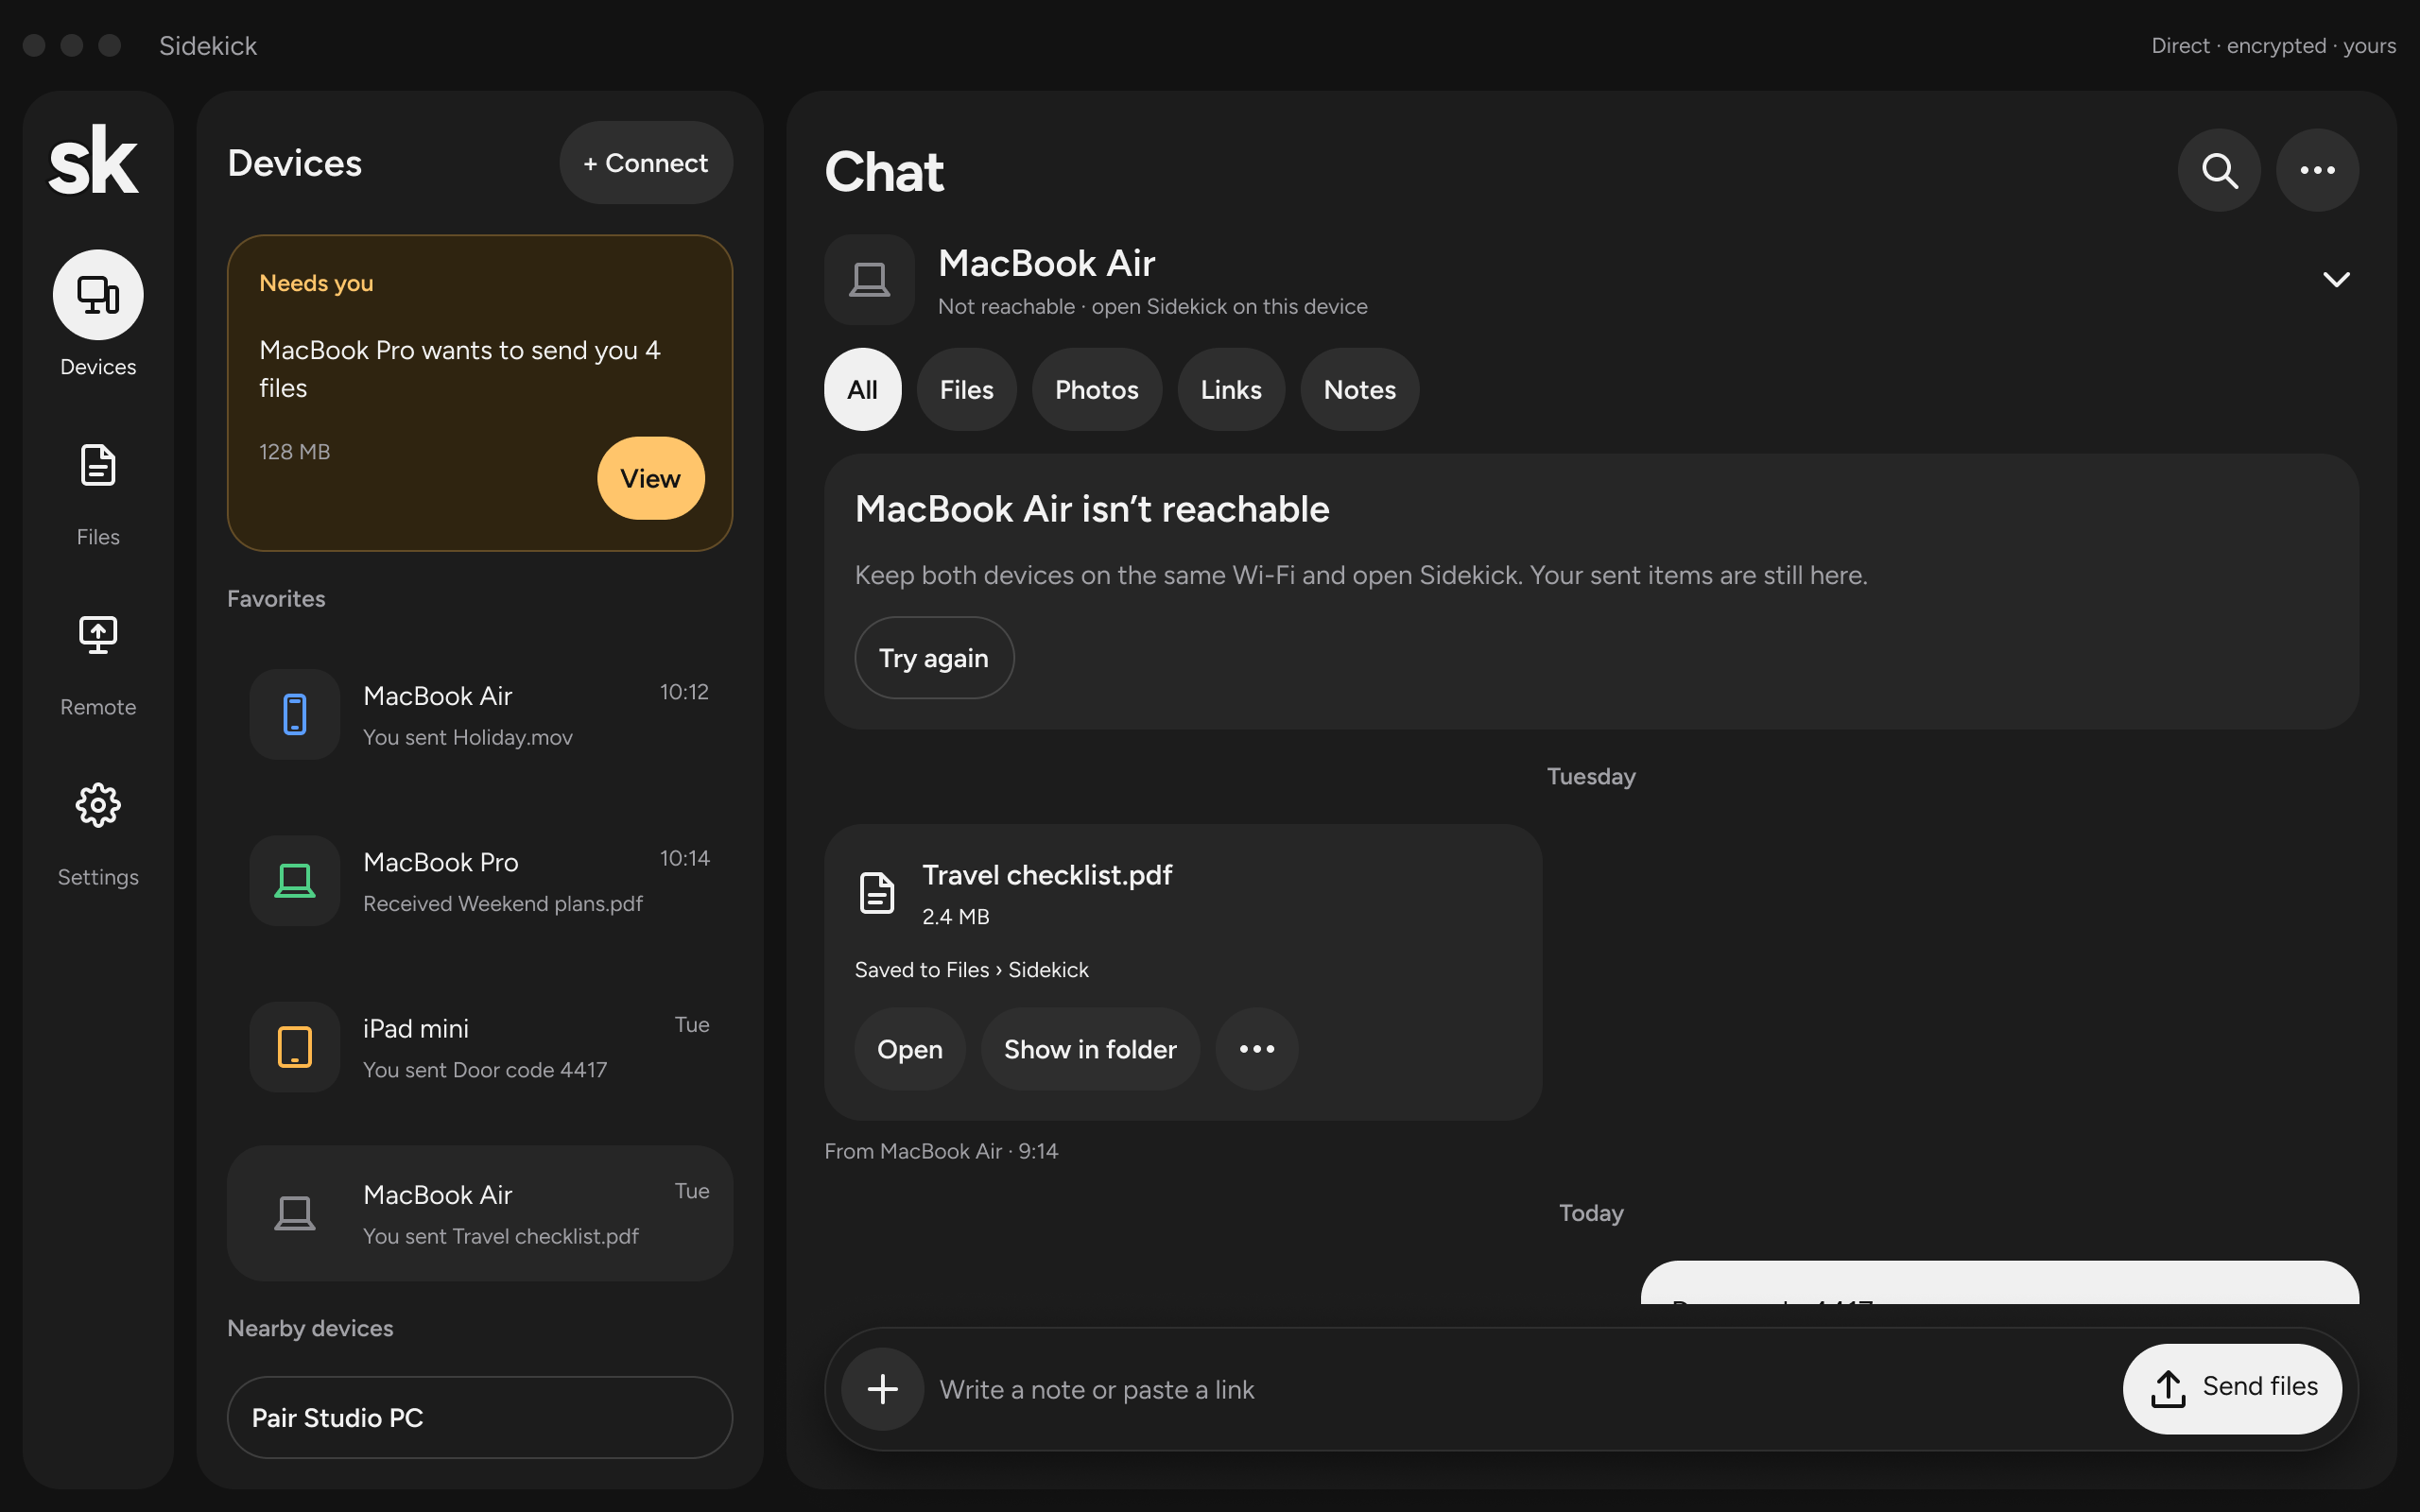 Sidekick
Direct · encrypted · yours
sk
Devices
Files
Remote
Settings
Devices
+ Connect
Needs you
MacBook Pro wants to send you 4
files
128 MB
View
Favorites
MacBook Air
10:12
You sent Holiday.mov
MacBook Pro
10:14
Received Weekend plans.pdf
iPad mini
Tue
You sent Door code 4417
MacBook Air
Tue
You sent Travel checklist.pdf
Nearby devices
Pair Studio PC
Chat
MacBook Air
Not reachable · open Sidekick on this device
All
Files
Photos
Links
Notes
MacBook Air isn’t reachable
Keep both devices on the same Wi-Fi and open Sidekick. Your sent items are still here.
Try again
Tuesday
Travel checklist.pdf
2.4 MB
Saved to Files › Sidekick
Open
Show in folder
From MacBook Air · 9:14
Today
Write a note or paste a link
Send files